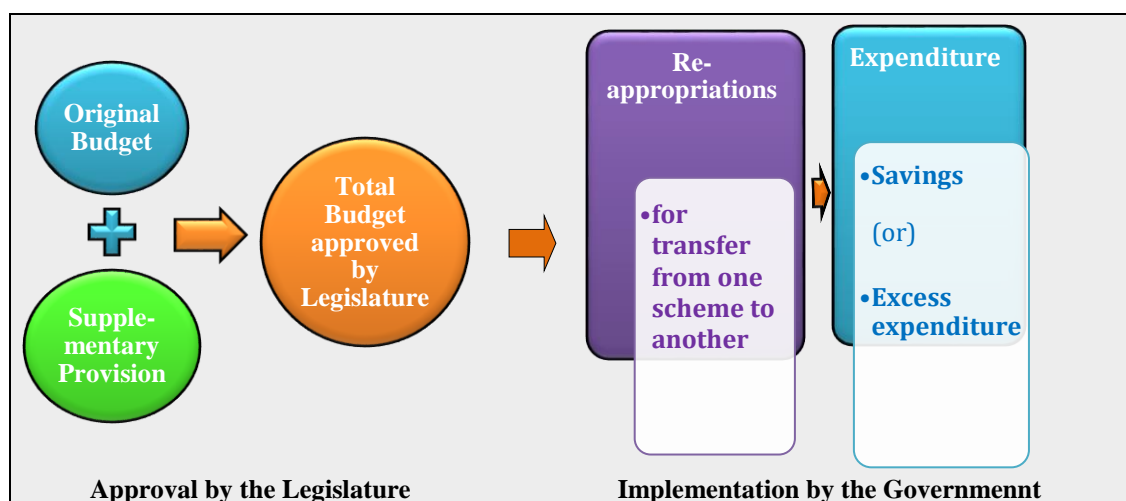 Original
Budget
Supple-
mentary
Provision
Total
Budget
approved
by
Legislature
Re-
appropriations
•for
transfer
from one
scheme to
another
Expenditure
•Savings
(or)
•Excess
expenditure
Approval by the Legislature
Implementation by the Governmennt